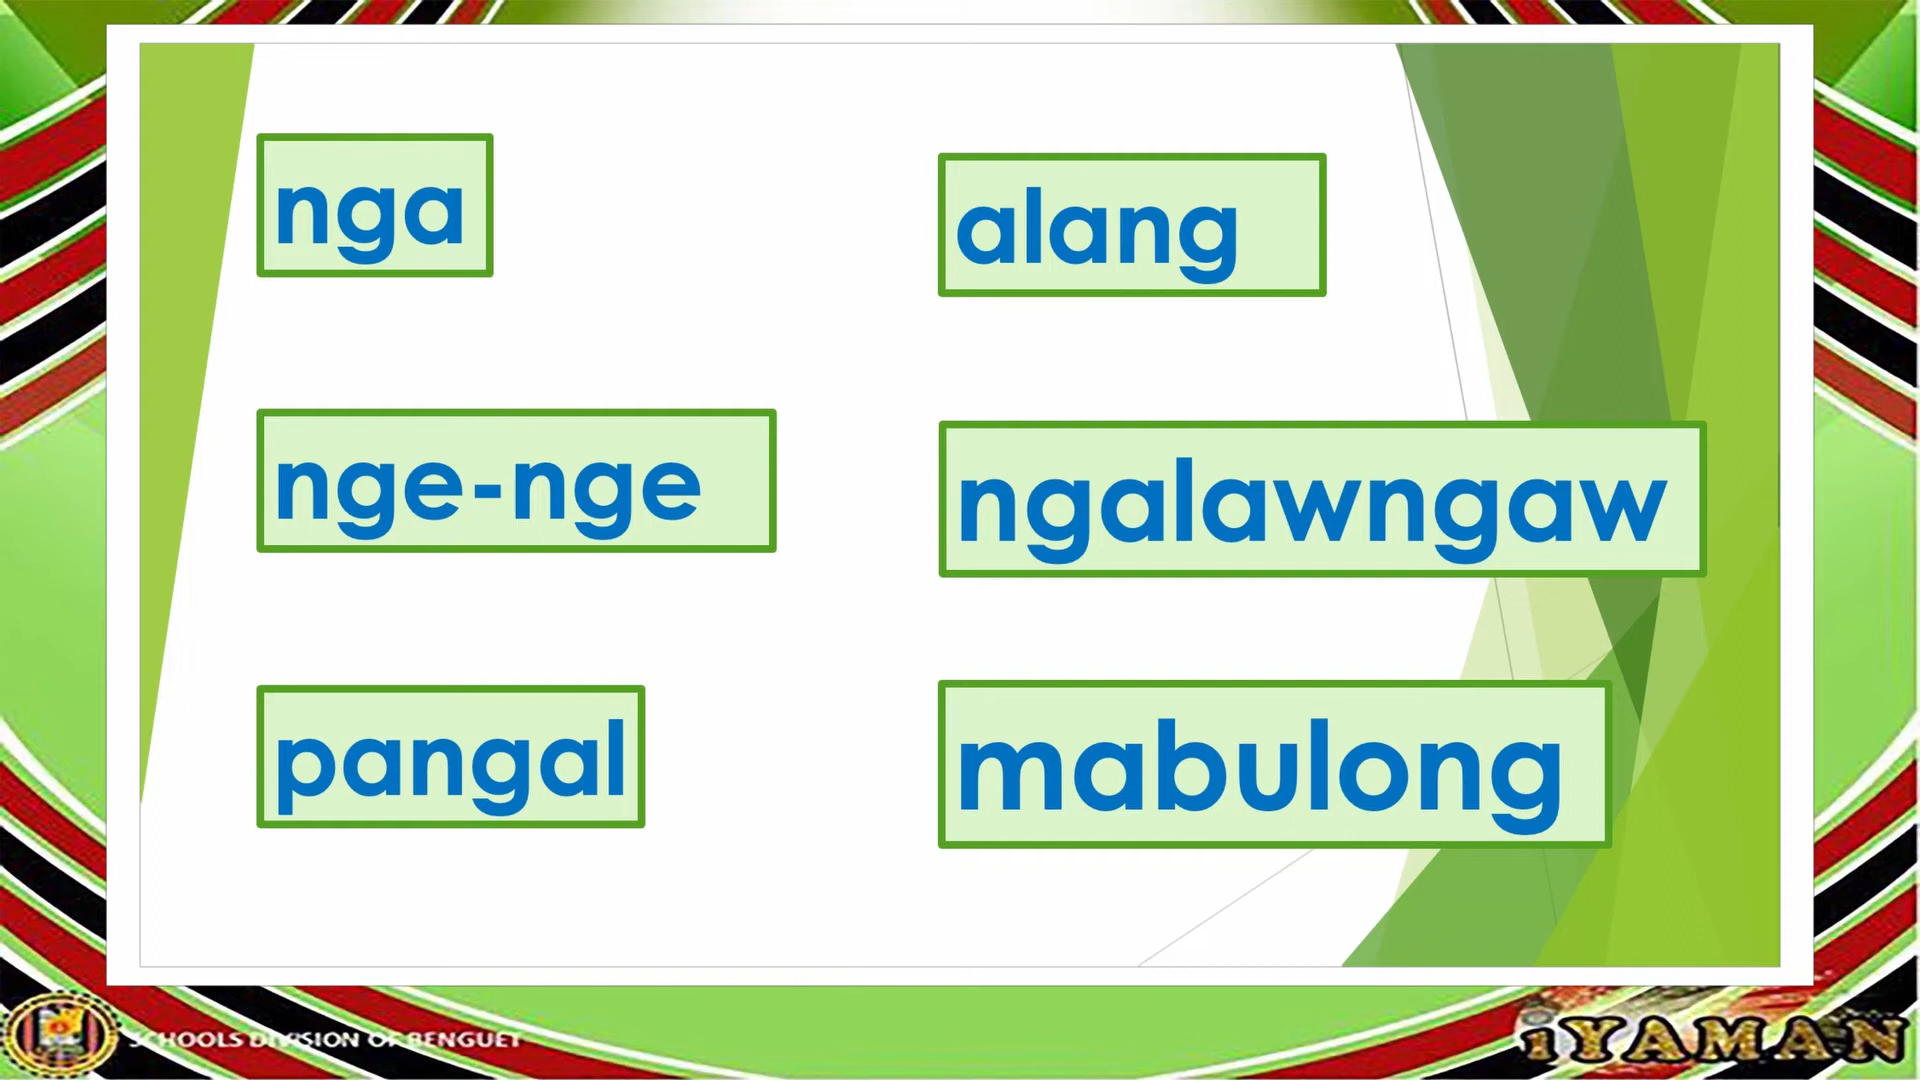 nga
alang
nge-nge
ngalawngaw
pangal
mabulong
SCHOOLS DIVISION OF BENGUET
iYAMAN